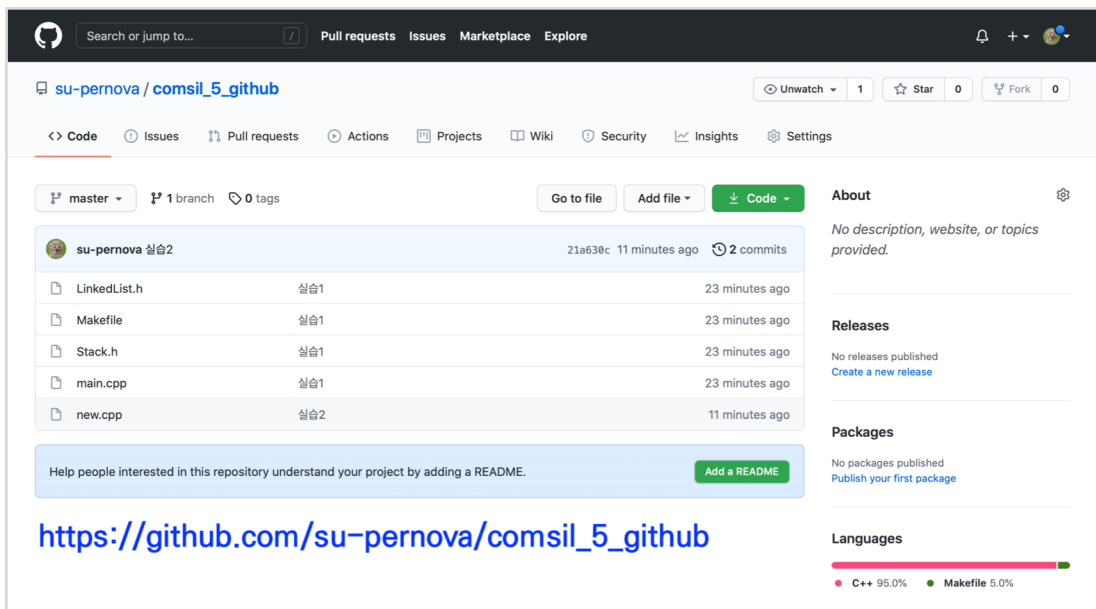 Search or jump to... / Pull requests Issues Marketplace Explore
su-pernova / comsil_5_github Unwatch 1 Star 0 Fork 0
<> Code Issues Pull requests Actions Projects Wiki Security Insights Settings
master 1 branch 0 tags Go to file Add file Code
su-pernova 실습2 21a630c 11 minutes ago 2 commits
LinkedList.h 실습1 23 minutes ago
Makefile 실습1 23 minutes ago
Stack.h 실습1 23 minutes ago
main.cpp 실습1 23 minutes ago
new.cpp 실습2 11 minutes ago
Help people interested in this repository understand your project by adding a README. Add a README
https://github.com/su-pernova/comsil_5_github
About
No description, website, or topics
provided.
Releases
No releases published
Create a new release
Packages
No packages published
Publish your first package
Languages
C++ 95.0% Makefile 5.0%